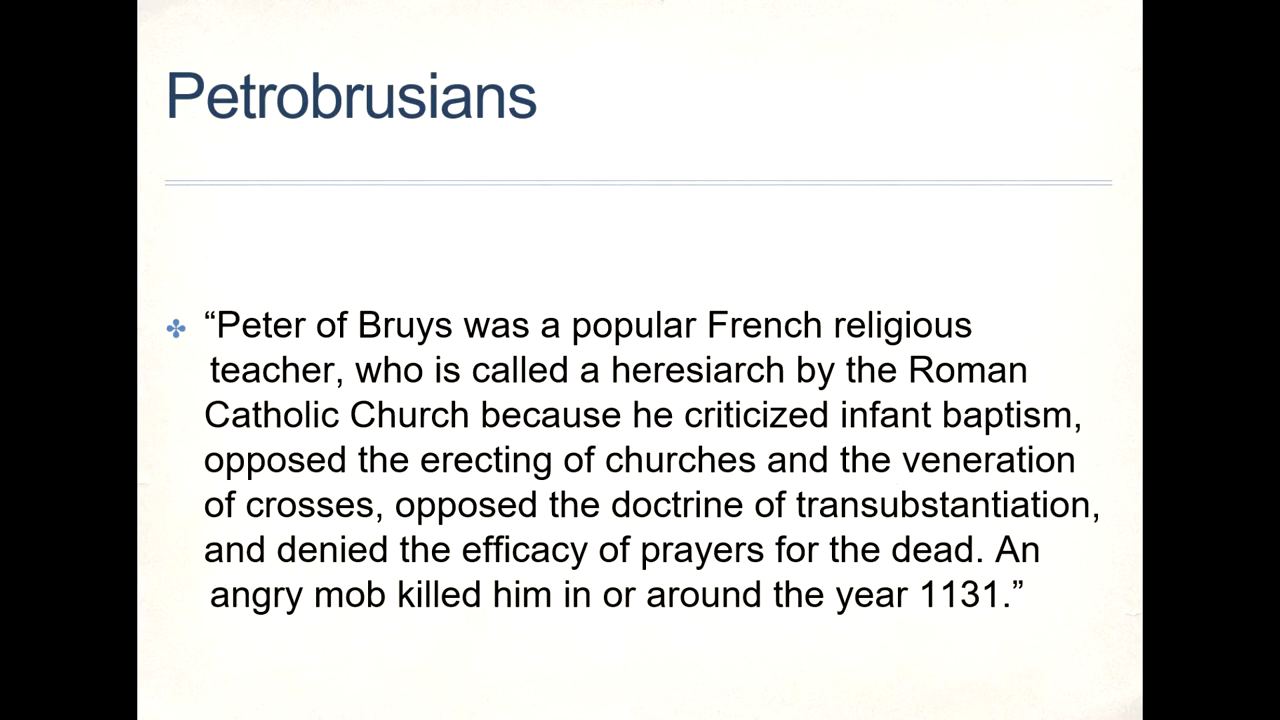 Petrobrusians
“Peter of Bruys was a popular French religious
teacher, who is called a heresiarch by the Roman
Catholic Church because he criticized infant baptism,
opposed the erecting of churches and the veneration
of crosses, opposed the doctrine of transubstantiation,
and denied the efficacy of prayers for the dead. An
angry mob killed him in or around the year 1131.”